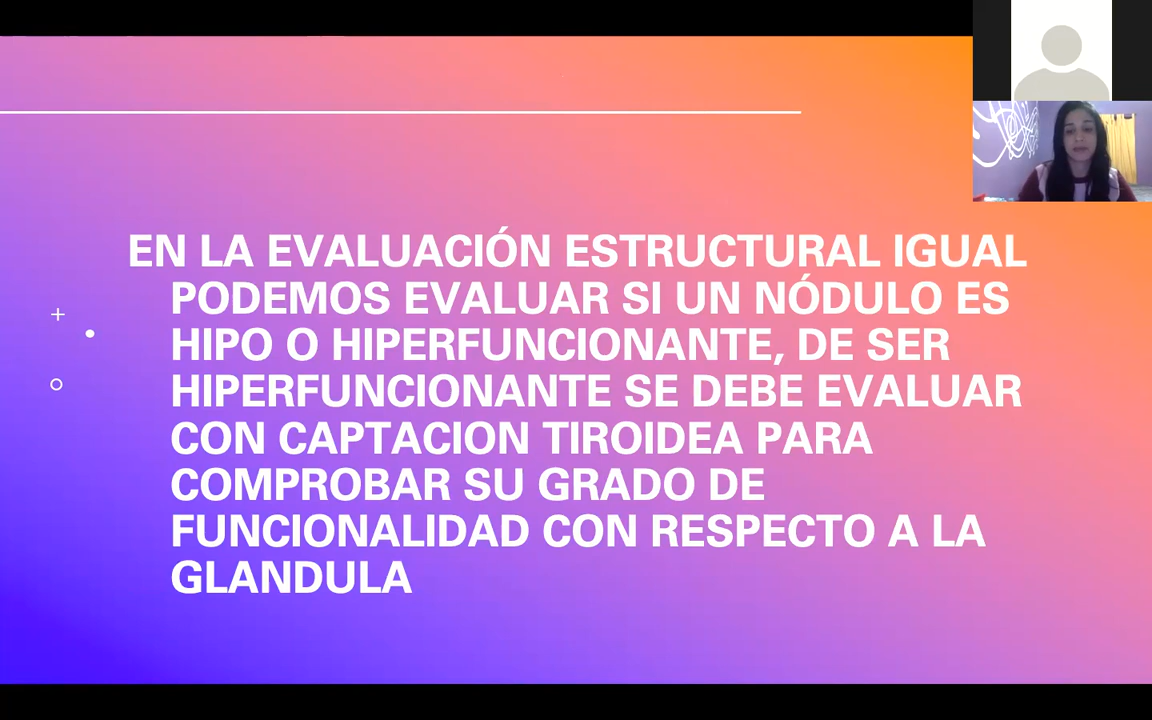 EN LA EVALUACIÓN ESTRUCTURAL IGUAL
PODEMOS EVALUAR SI UN NÓDULO ES
HIPO O HIPERFUNCIONANTE, DE SER
HIPERFUNCIONANTE SE DEBE EVALUAR
CON CAPTACION TIROIDEA PARA
COMPROBAR SU GRADO DE
FUNCIONALIDAD CON RESPECTO A LA
GLANDULA